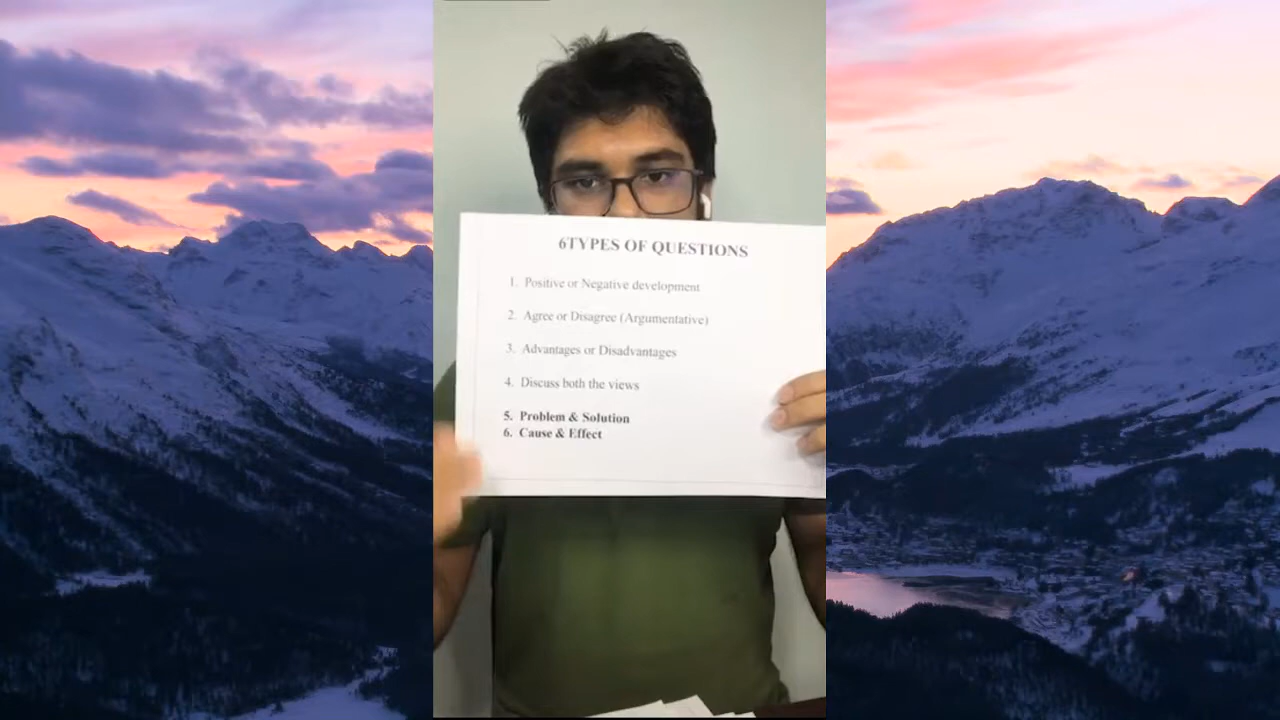 6TYPES OF QUESTIONS
1. Positive or Negative development
2. Agree or Disagree (Argumentative)
3. Advantages or Disadvantages
4. Discuss both the views
5. Problem & Solution
6. Cause & Effect